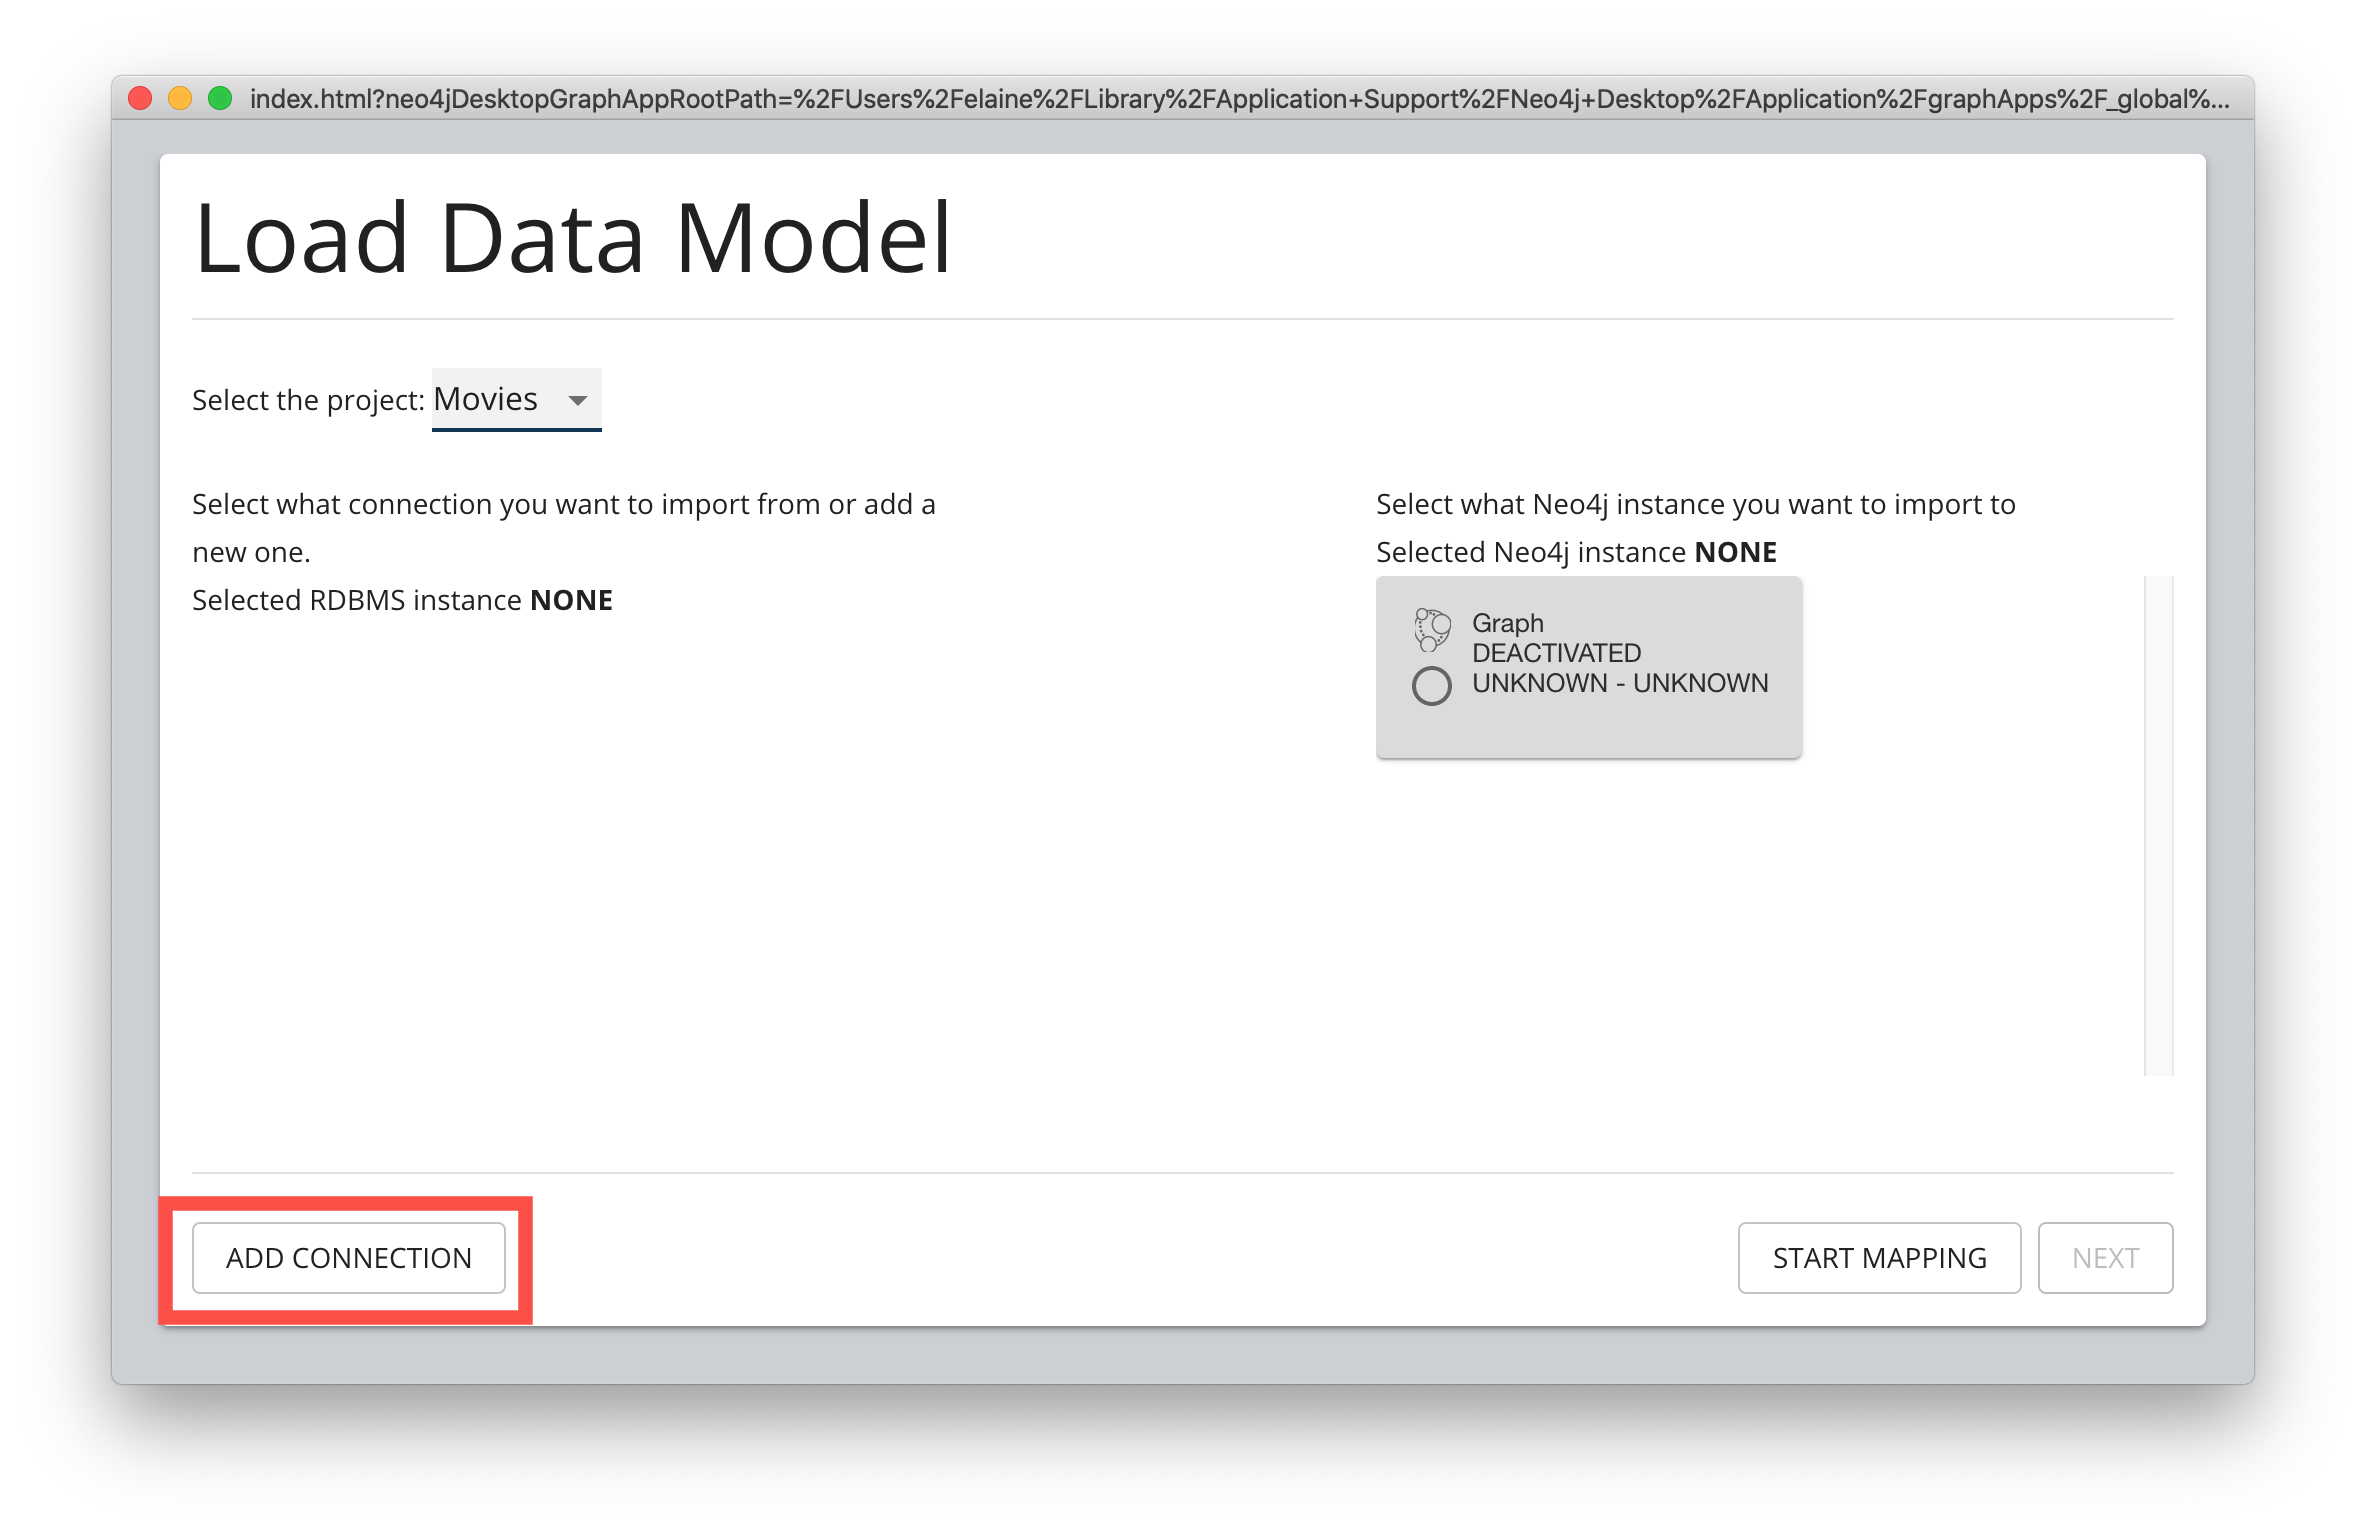 index.html?neo4jDesktopGraphAppRootPath=%2FUsers%2Felaine%2FLibrary%2FApplication+Support%2FNeo4j+Desktop%2FApplication%2FgraphApps%2F_global%...
Load Data Model
Select the project: Movies
Select what connection you want to import from or add a
new one.
Selected RDBMS instance NONE
Select what Neo4j instance you want to import to
Selected Neo4j instance NONE
Graph
DEACTIVATED
UNKNOWN - UNKNOWN
ADD CONNECTION
START MAPPING
NEXT